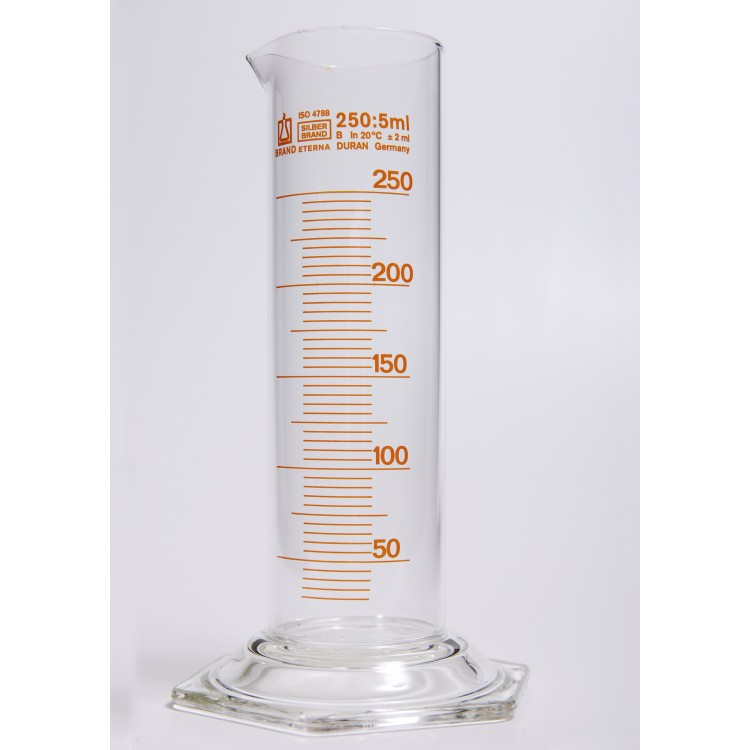 ISO 4788
SILBER
BRAND
250:5ml
B In 20°C ± 2 ml
BRAND ETERNA DURAN Germany
250
200
150
100
50